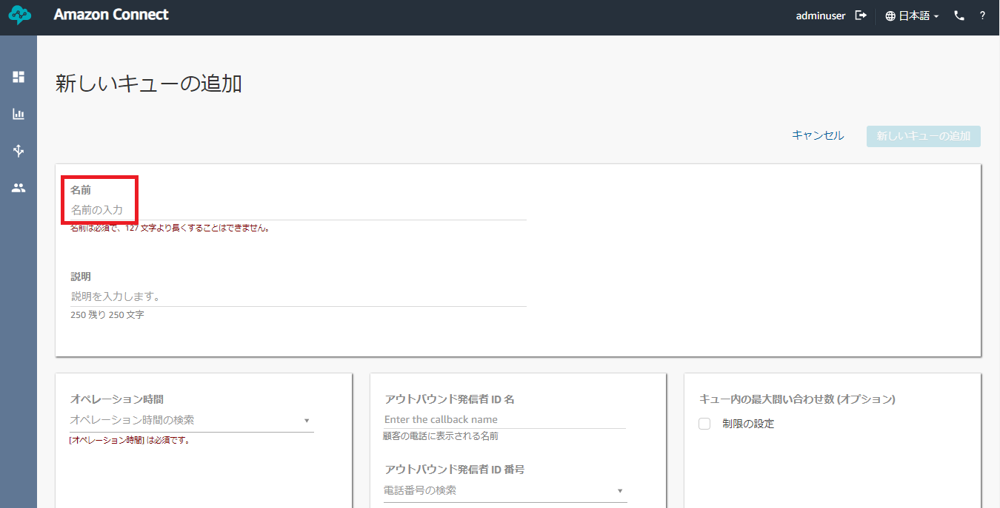 Amazon Connect
adminuser 日本語 ?
新しいキューの追加
キャンセル 新しいキューの追加
名前
名前の入力
名前は必須で、127 文字より長くすることはできません。
説明
説明を入力します。
250 残り 250 文字
オペレーション時間
オペレーション時間の検索
[オペレーション時間] は必須です。
アウトバウンド発信者 ID 名
Enter the callback name
顧客の電話に表示される名前
アウトバウンド発信者 ID 番号
電話番号の検索
キュー内の最大問い合わせ数 (オプション)
制限の設定